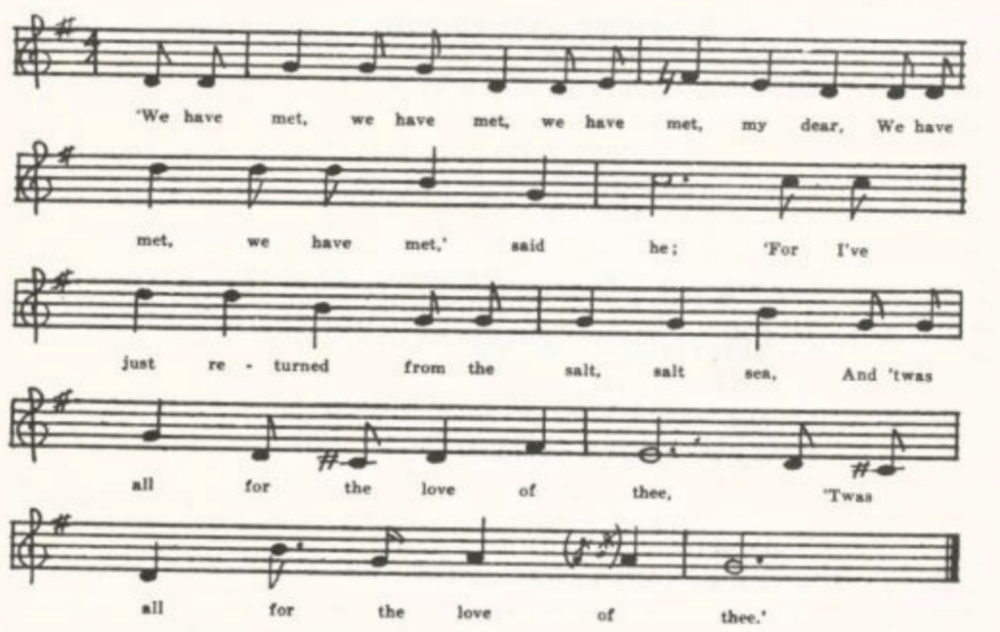 'We have met, we have met, we have met, my dear, We have
met, we have met,' said he; 'For I've
just re - turned from the salt, salt sea, And 'twas
all for the love of thee, 'Twas
all for the love of thee.'